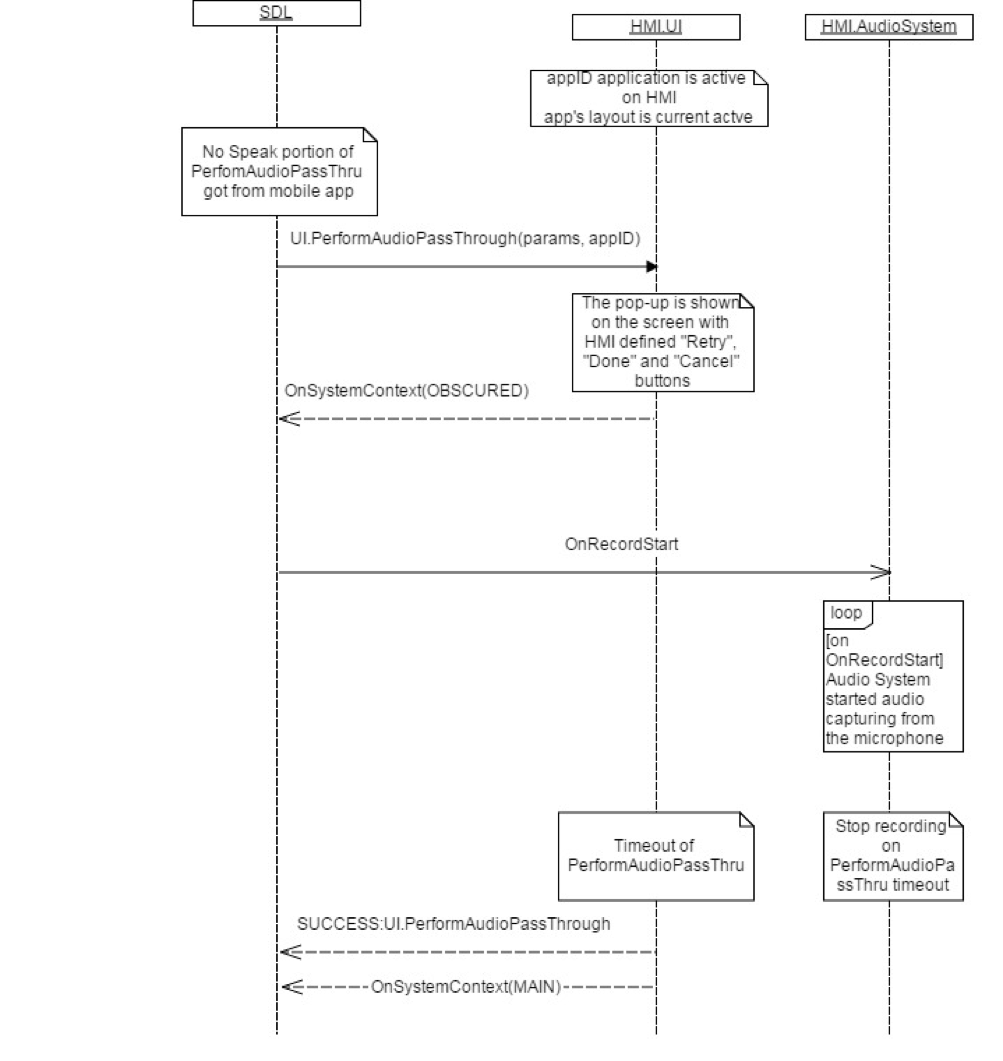 SDL
HMI.UI
HMI.AudioSystem
appID application is active
on HMI
app's layout is current actve
No Speak portion of
PerfomAudioPassThru
got from mobile app
UI.PerformAudioPassThrough(params, appID)
The pop-up is shown
on the screen with
HMI defined "Retry",
"Done" and "Cancel"
buttons
OnSystemContext(OBSCURED)
OnRecordStart
loop
[on
OnRecordStart]
Audio System
started audio
capturing from
the microphone
Timeout of
PerformAudioPassThru
Stop recording
on
PerformAudioPa
ssThru timeout
SUCCESS:UI.PerformAudioPassThrough
OnSystemContext(MAIN)